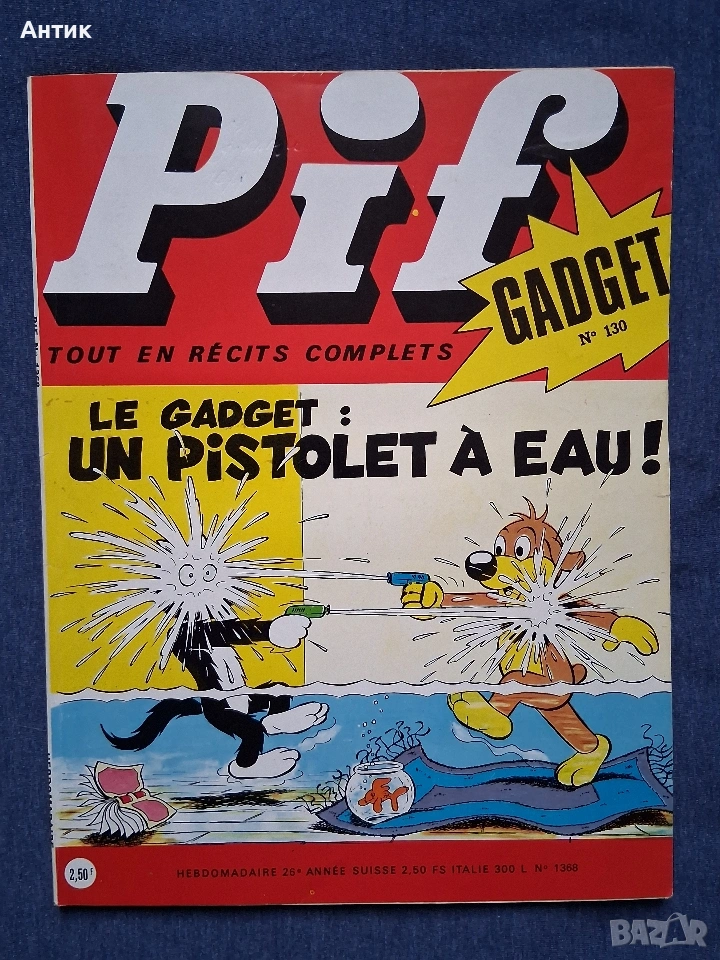 Антик
Pif
GADGET
N° 130
TOUT EN RÉCITS COMPLETS
LE GADGET :
UN PISTOLET À EAU !
2,50 F
HEBDOMADAIRE 26e ANNÉE SUISSE 2,50 FS ITALIE 300 L N° 1368
BAZAR